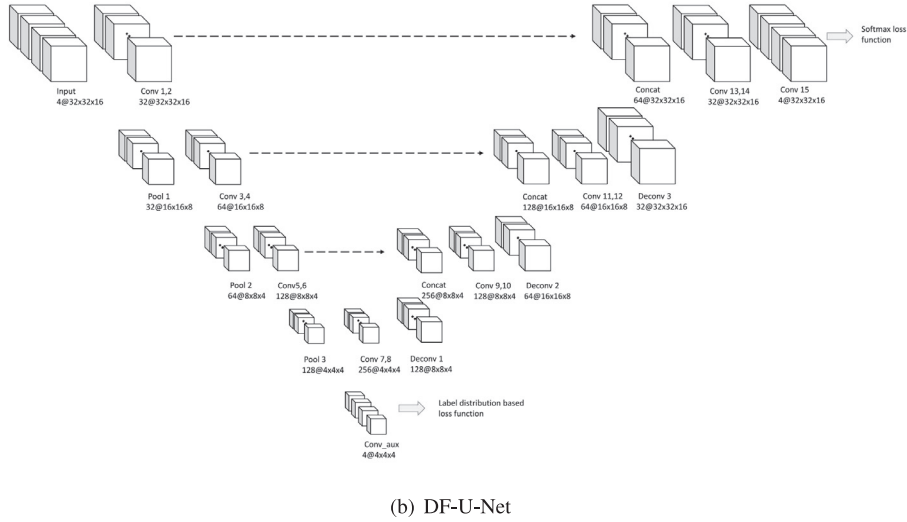 Input
4@32x32x16
Conv 1,2
32@32x32x16
Concat
64@32x32x16
Conv 13,14
32@32x32x16
Conv 15
4@32x32x16
Softmax loss
function
Pool 1
32@16x16x8
Conv 3,4
64@16x16x8
Concat
128@16x16x8
Conv 11,12
64@16x16x8
Deconv 3
32@32x32x16
Pool 2
64@8x8x4
Conv5,6
128@8x8x4
Concat
256@8x8x4
Conv 9,10
128@8x8x4
Deconv 2
64@16x16x8
Pool 3
128@4x4x4
Conv 7,8
256@4x4x4
Deconv 1
128@8x8x4
Label distribution based
loss function
Conv_aux
4@4x4x4
(b) DF-U-Net